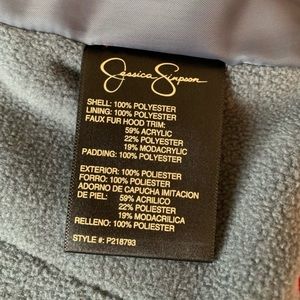 Jessica Simpson
SHELL: 100% POLYESTER
LINING: 100% POLYESTER
FAUX FUR HOOD TRIM:
59% ACRYLIC
22% POLYESTER
19% MODACRYLIC
PADDING: 100% POLYESTER
EXTERIOR: 100% POLIESTER
FORRO: 100% POLIESTER
ADORNO DE CAPUCHA IMITACION
DE PIEL: 59% ACRILICO
22% POLIESTER
19% MODACRILICA
RELLENO: 100% POLIESTER
STYLE #: P218793